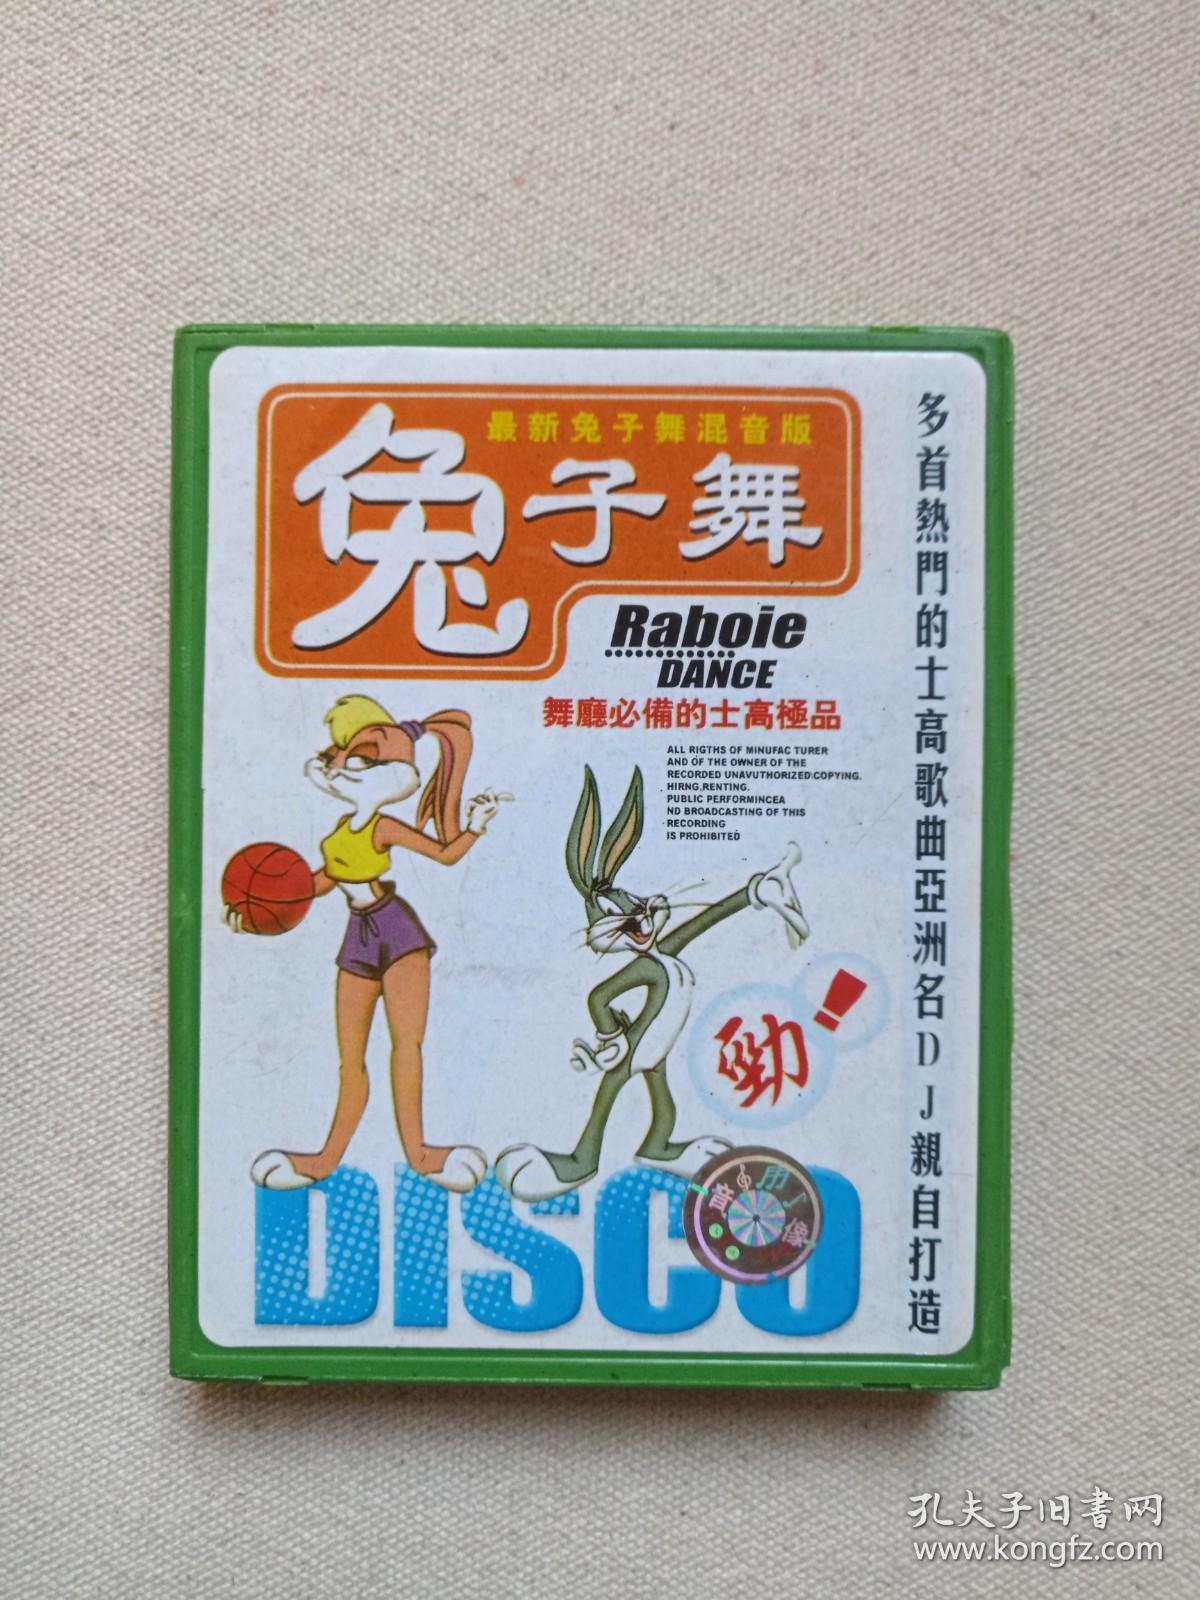 最新兔子舞混音版
兔子舞
Raboie
DANCE
舞廳必備的士高極品
ALL RIGTHS OF MINUFAC TURER
AND OF THE OWNER OF THE
RECORDED UNAVUTHORIZED:COPYING.
HIRNG,RENTING.
PUBLIC PERFORMINCEA
ND BROADCASTING OF THIS
RECORDING
IS PROHIBITED
多首熱門的士高歌曲亞洲名DJ親自打造
勁!
DISCO
音
像
孔夫子旧书网
www.kongfz.com